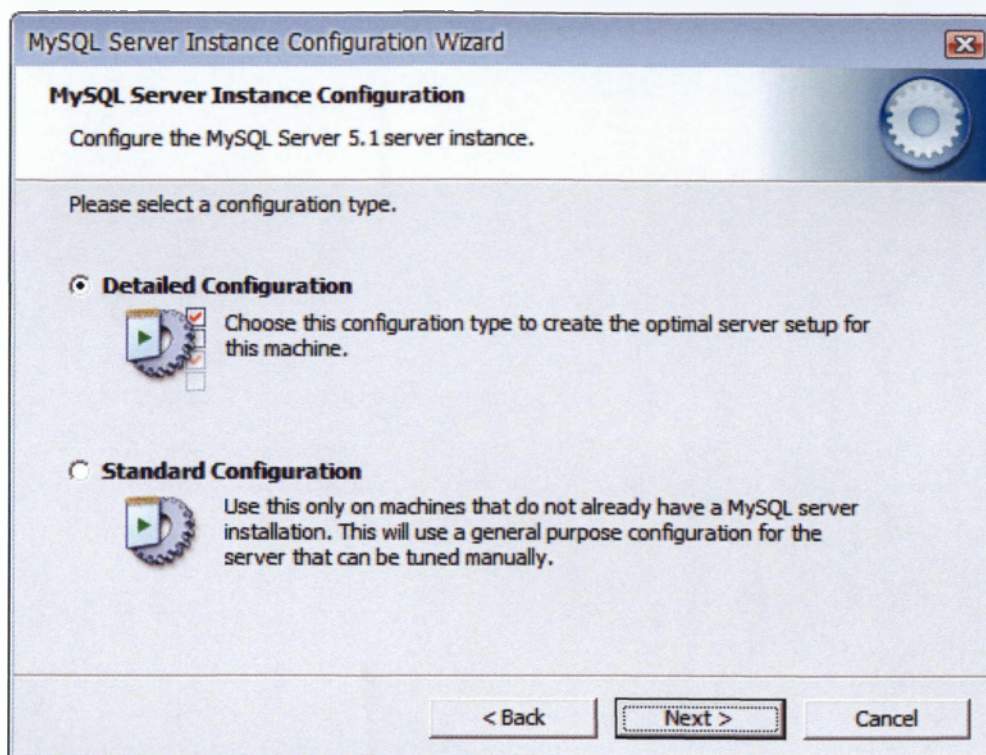 MySQL Server Instance Configuration Wizard
MySQL Server Instance Configuration
Configure the MySQL Server 5.1 server instance.
Please select a configuration type.
Detailed Configuration
Choose this configuration type to create the optimal server setup for
this machine.
Standard Configuration
Use this only on machines that do not already have a MySQL server
installation. This will use a general purpose configuration for the
server that can be tuned manually.
< Back
Next >
Cancel